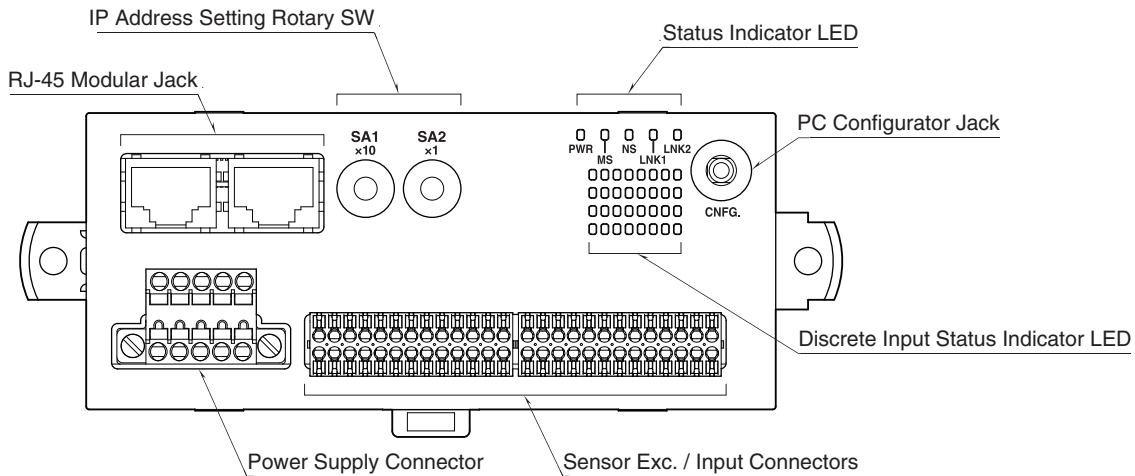 IP Address Setting Rotary SW
Status Indicator LED
RJ-45 Modular Jack
PC Configurator Jack
SA1
×10
SA2
×1
PWR
MS
NS
LNK1
LNK2
CNFG.
Discrete Input Status Indicator LED
Power Supply Connector
Sensor Exc. / Input Connectors